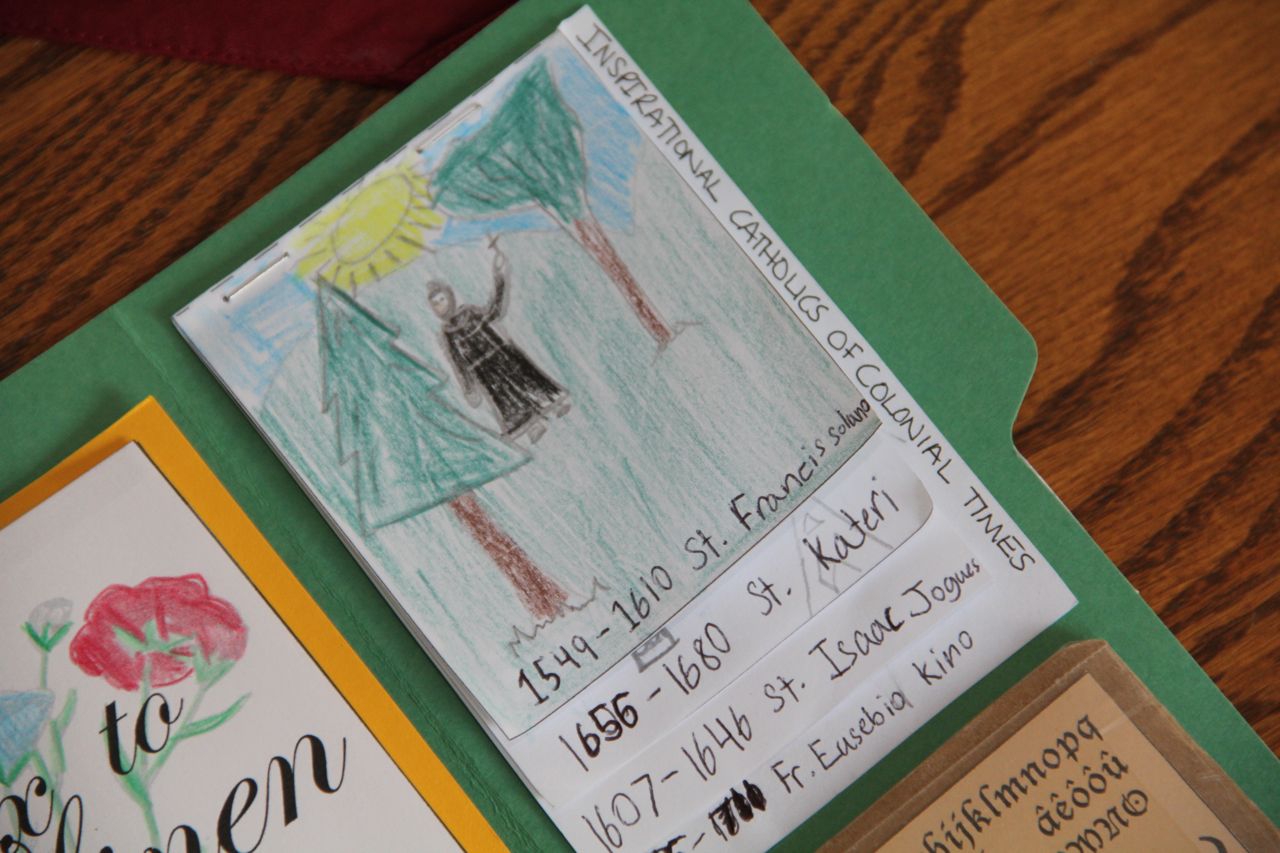 INSPIRATIONAL CATHOLICS OF COLONIAL TIMES
1549-1610 St. Francis solano
1656-1680 St. Kateri
1607-1646 St. Isaac Jogues
Fr. Eusebio Kino
to
hijklmnopq
âêôôû